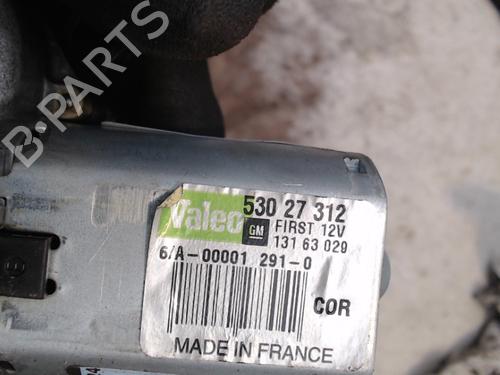 B-PARTS
Valeo 530 27 312
GM FIRST 12V
131 63 029
6/A-00001 291-0
COR
MADE IN FRANCE